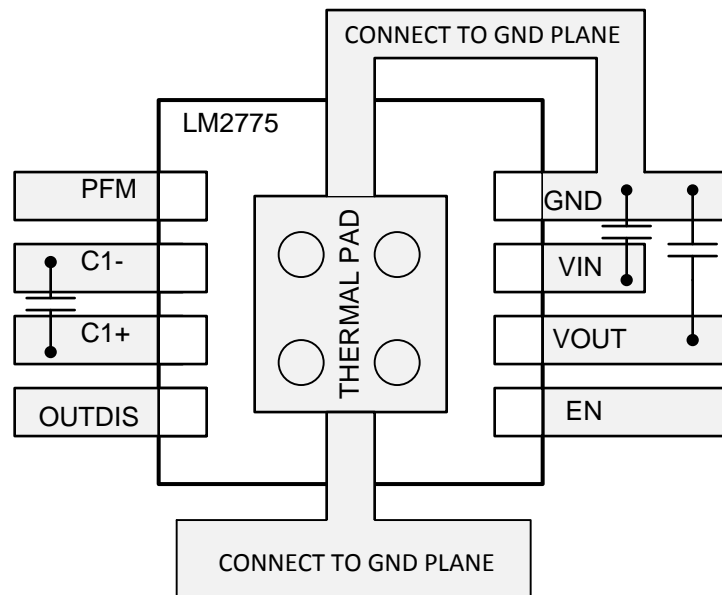 CONNECT TO GND PLANE
LM2775
PFM
C1-
C1+
OUTDIS
THERMAL PAD
GND
VIN
VOUT
EN
CONNECT TO GND PLANE